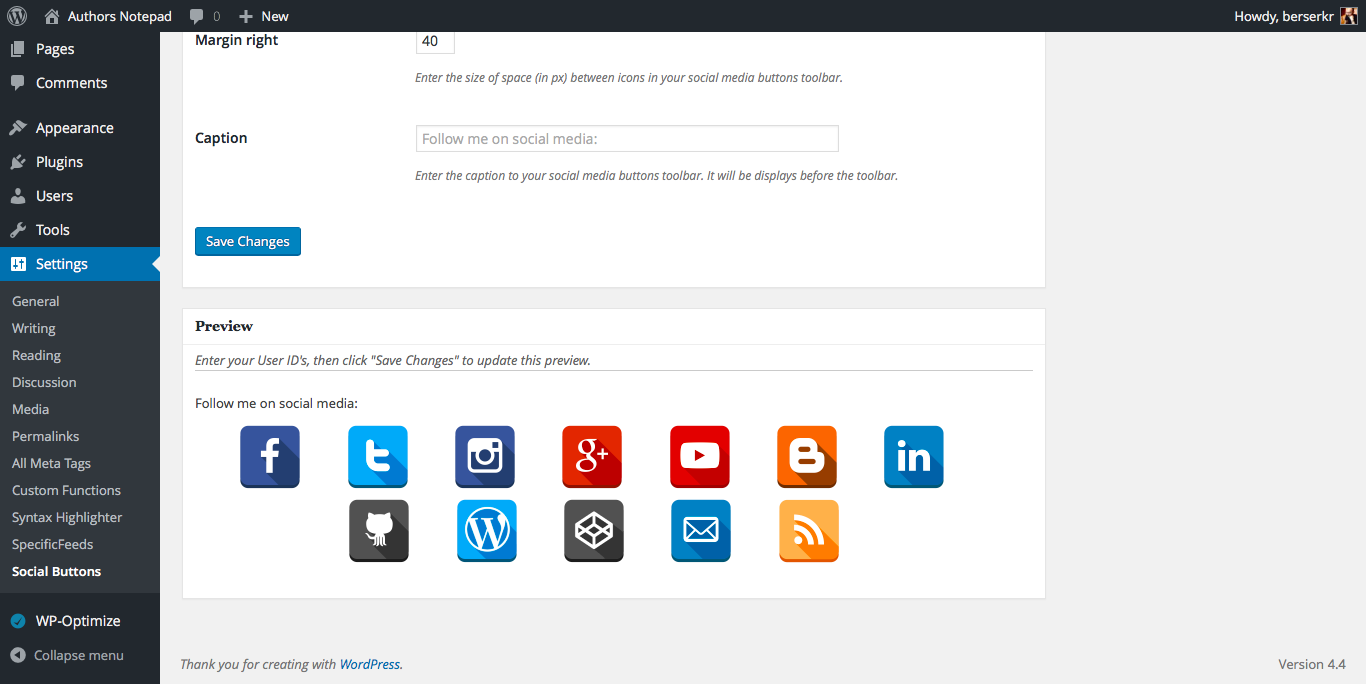 Authors Notepad 0 New Howdy, berserkr
Pages
Comments
Appearance
Plugins
Users
Tools
Settings
General
Writing
Reading
Discussion
Media
Permalinks
All Meta Tags
Custom Functions
Syntax Highlighter
SpecificFeeds
Social Buttons
WP-Optimize
Collapse menu
Margin right 40
Enter the size of space (in px) between icons in your social media buttons toolbar.
Caption Follow me on social media:
Enter the caption to your social media buttons toolbar. It will be displays before the toolbar.
Save Changes
Preview
Enter your User ID's, then click "Save Changes" to update this preview.
Follow me on social media:
Thank you for creating with WordPress. Version 4.4